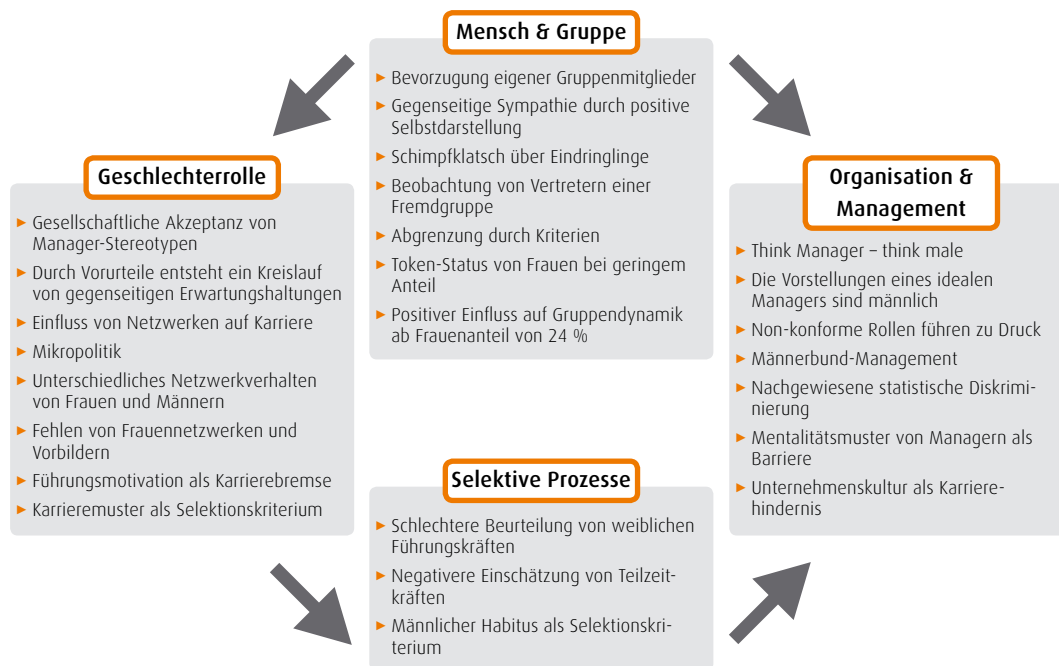 Mensch & Gruppe
► Bevorzugung eigener Gruppenmitglieder
► Gegenseitige Sympathie durch positive
Selbstdarstellung
► Schimpfklatsch über Eindringlinge
► Beobachtung von Vertretern einer
Fremdgruppe
► Abgrenzung durch Kriterien
► Token-Status von Frauen bei geringem
Anteil
► Positiver Einfluss auf Gruppendynamik
ab Frauenanteil von 24 %
Geschlechterrolle
► Gesellschaftliche Akzeptanz von
Manager-Stereotypen
► Durch Vorurteile entsteht ein Kreislauf
von gegenseitigen Erwartungshaltungen
► Einfluss von Netzwerken auf Karriere
► Mikropolitik
► Unterschiedliches Netzwerkverhalten
von Frauen und Männern
► Fehlen von Frauennetzwerken und
Vorbildern
► Führungsmotivation als Karrierebremse
► Karrieremuster als Selektionskriterium
Organisation &
Management
► Think Manager – think male
► Die Vorstellungen eines idealen
Managers sind männlich
► Non-konforme Rollen führen zu Druck
► Männerbund-Management
► Nachgewiesene statistische Diskrimi-
nierung
► Mentalitätsmuster von Managern als
Barriere
► Unternehmenskultur als Karriere-
hindernis
Selektive Prozesse
► Schlechtere Beurteilung von weiblichen
Führungskräften
► Negativere Einschätzung von Teilzeit-
kräften
► Männlicher Habitus als Selektionskri-
terium